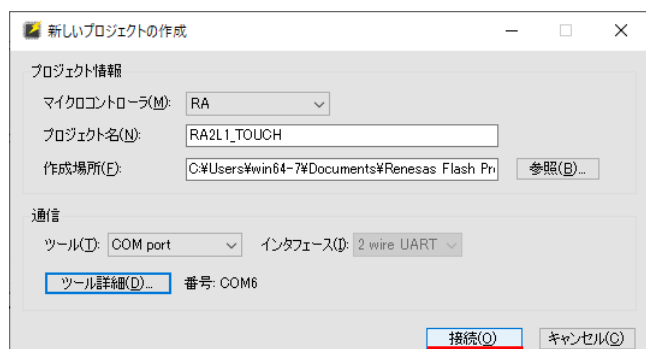 新しいプロジェクトの作成
プロジェクト情報
マイクロコントローラ(M): RA
プロジェクト名(N): RA2L1_TOUCH
作成場所(F): C:¥Users¥win64-7¥Documents¥Renesas Flash Pr 参照(B)...
通信
ツール(T): COM port インタフェース(I): 2 wire UART
ツール詳細(D)... 番号: COM6
接続(O) キャンセル(C)